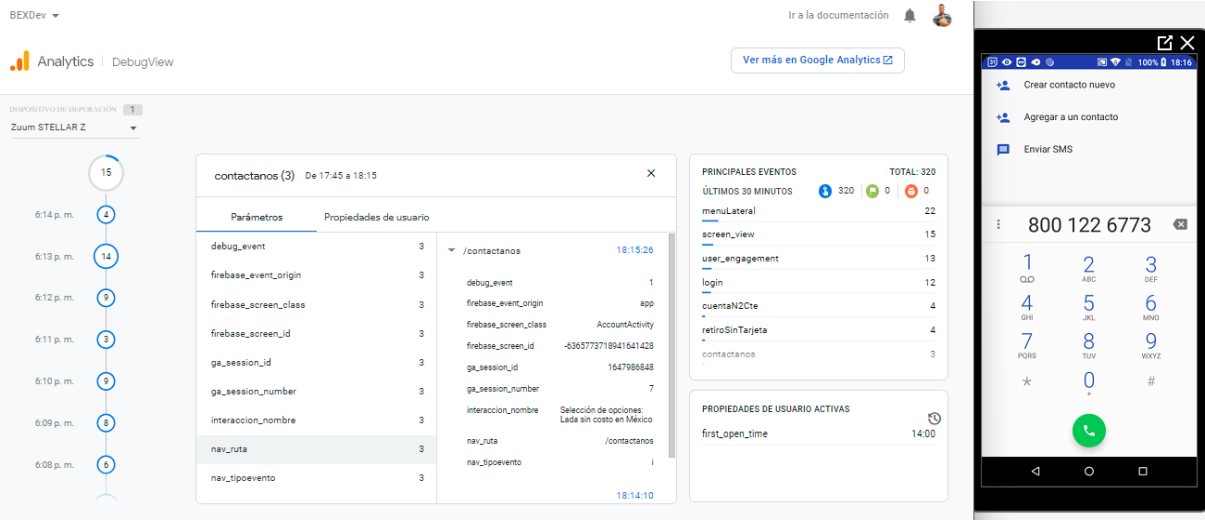 BEXDev
Ir a la documentación
Analytics DebugView
Ver más en Google Analytics
DISPOSITIVO DE DEPURACIÓN 1
Zuum STELLAR Z
15
6:14 p. m. 4
6:13 p. m. 14
6:12 p. m. 9
6:11 p. m. 3
6:10 p. m. 9
6:09 p. m. 8
6:08 p. m. 6
contactanos (3) De 17:45 a 18:15
Parámetros Propiedades de usuario
debug_event 3
firebase_event_origin 3
firebase_screen_class 3
firebase_screen_id 3
ga_session_id 3
ga_session_number 3
interaccion_nombre 3
nav_ruta 3
nav_tipoevento 3
/contactanos 18:15:26
debug_event 1
firebase_event_origin app
firebase_screen_class AccountActivity
firebase_screen_id -6365773718941641428
ga_session_id 1647986848
ga_session_number 7
interaccion_nombre Selección de opciones:
Lada sin costo en México
nav_ruta /contactanos
nav_tipoevento i
18:14:10
PRINCIPALES EVENTOS TOTAL: 320
ÚLTIMOS 30 MINUTOS 320 0 0
menuLateral 22
screen_view 15
user_engagement 13
login 12
cuentaN2Cte 4
retiroSinTarjeta 4
contactanos 3
PROPIEDADES DE USUARIO ACTIVAS
first_open_time 14:00
31 100% 18:16
Crear contacto nuevo
Agregar a un contacto
Enviar SMS
800 122 6773
1 2 3
ABC DEF
4 5 6
GHI JKL MNO
7 8 9
PQRS TUV WXYZ
* 0 #
+